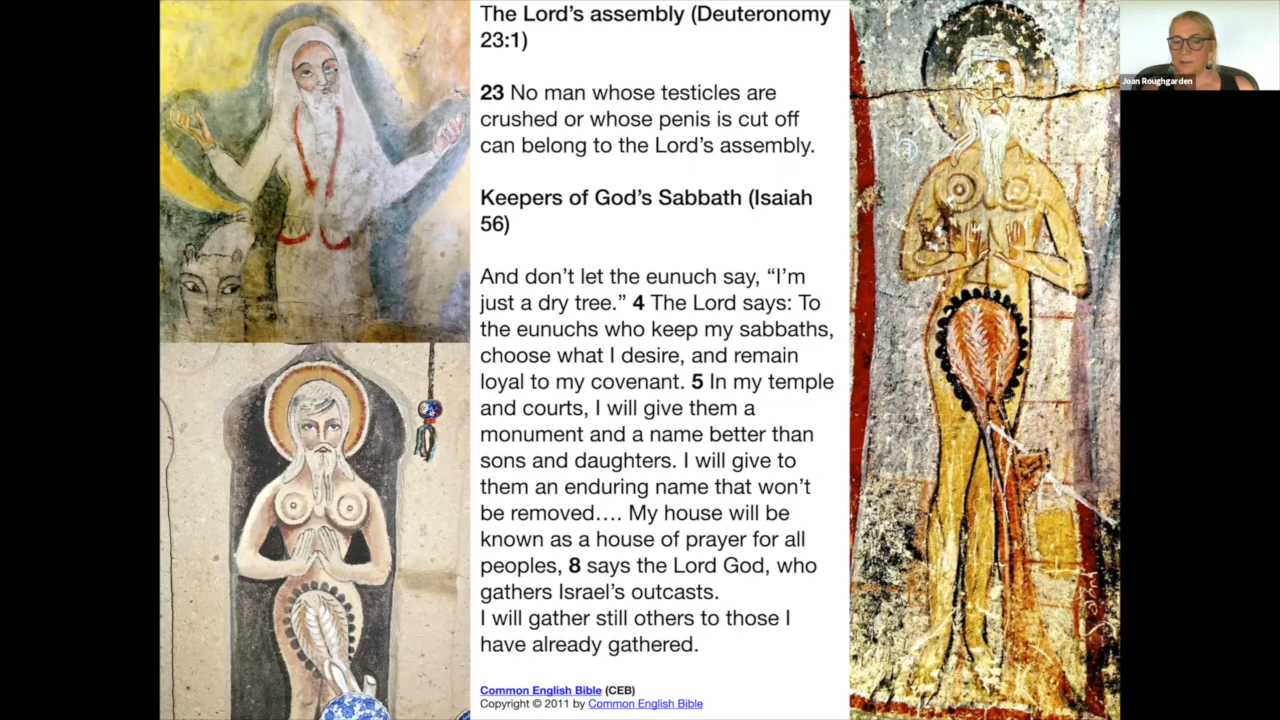 The Lord’s assembly (Deuteronomy
23:1)
23 No man whose testicles are
crushed or whose penis is cut off
can belong to the Lord’s assembly.
Keepers of God’s Sabbath (Isaiah
56)
And don’t let the eunuch say, “I’m
just a dry tree.” 4 The Lord says: To
the eunuchs who keep my sabbaths,
choose what I desire, and remain
loyal to my covenant. 5 In my temple
and courts, I will give them a
monument and a name better than
sons and daughters. I will give to
them an enduring name that won’t
be removed…. My house will be
known as a house of prayer for all
peoples, 8 says the Lord God, who
gathers Israel’s outcasts.
I will gather still others to those I
have already gathered.
Common English Bible (CEB)
Copyright © 2011 by Common English Bible
Joan Roughgarden